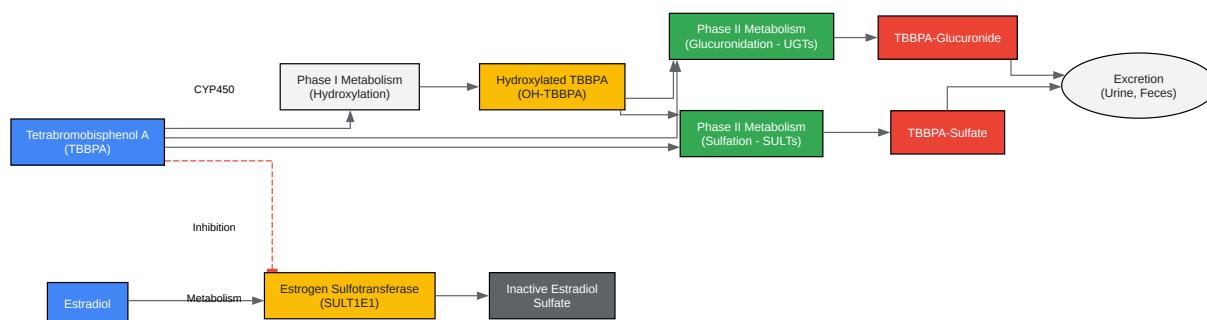 Phase II Metabolism
(Glucuronidation - UGTs)
TBBPA-Glucuronide
Phase I Metabolism
(Hydroxylation)
Hydroxylated TBBPA
(OH-TBBPA)
Excretion
(Urine, Feces)
CYP450
Tetrabromobisphenol A
(TBBPA)
Phase II Metabolism
(Sulfation - SULTs)
TBBPA-Sulfate
Inhibition
Estradiol
Metabolism
Estrogen Sulfotransferase
(SULT1E1)
Inactive Estradiol
Sulfate